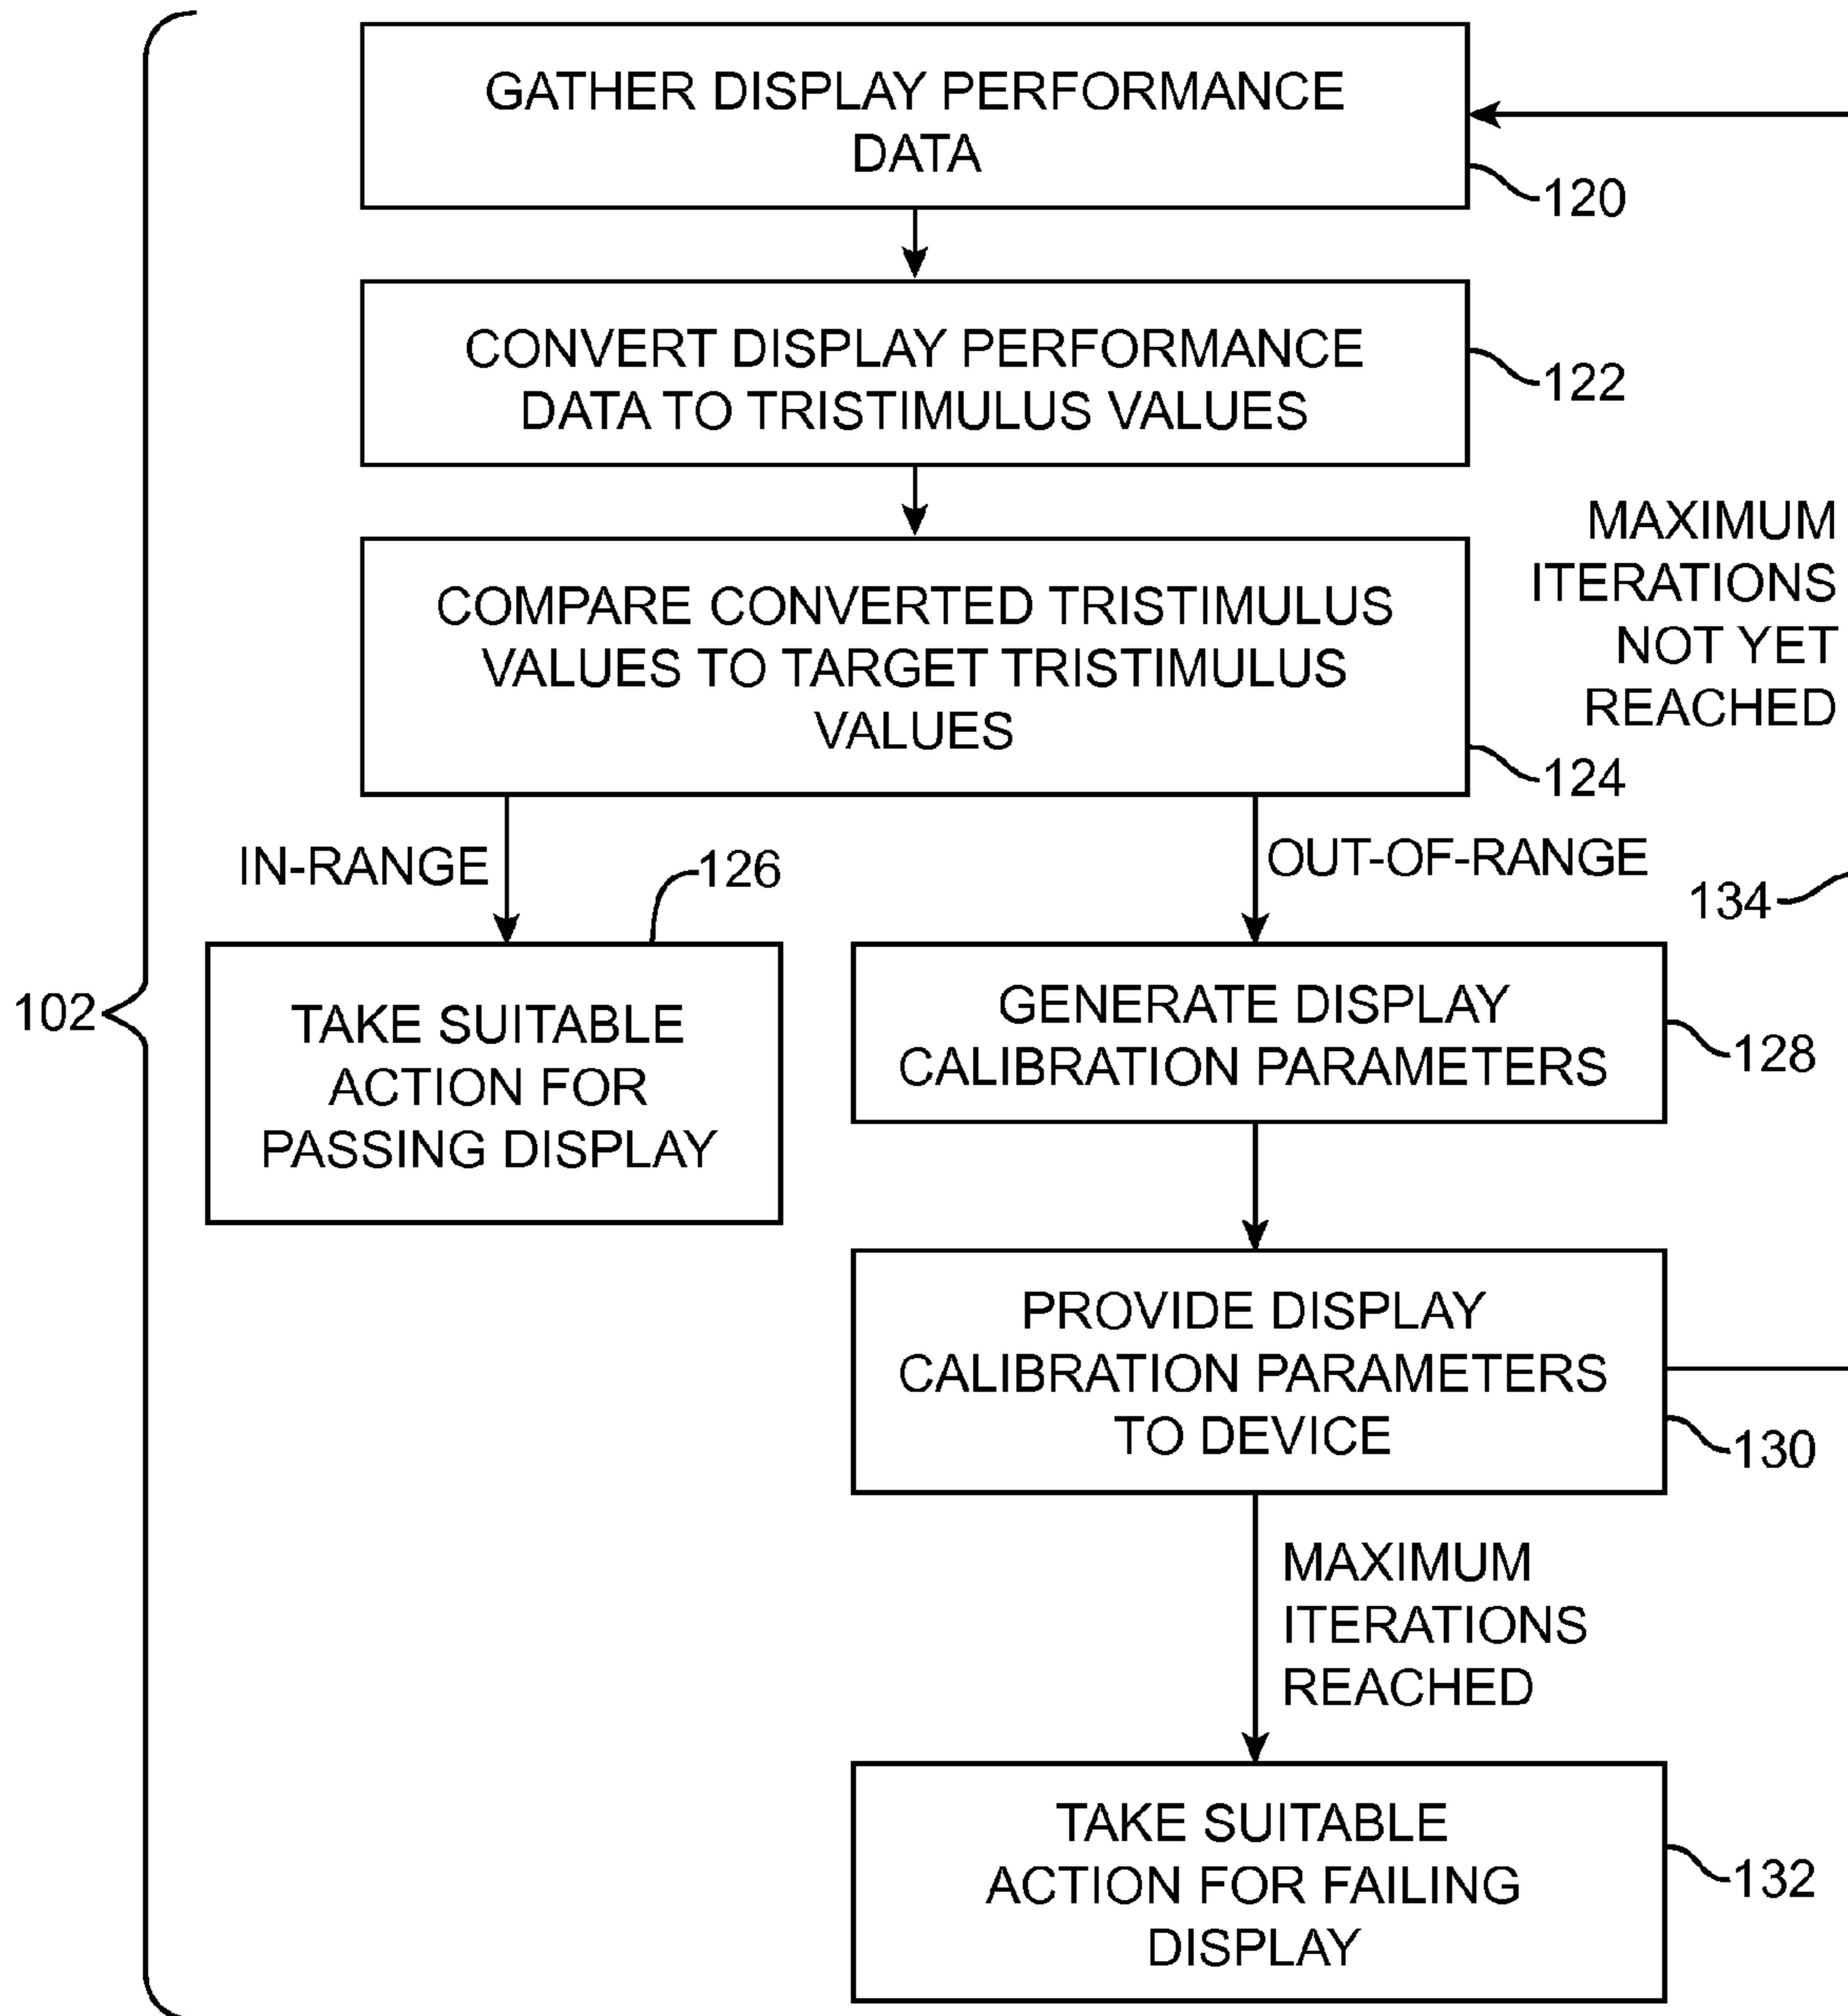 GATHER DISPLAY PERFORMANCE
DATA
120
CONVERT DISPLAY PERFORMANCE
DATA TO TRISTIMULUS VALUES
122
COMPARE CONVERTED TRISTIMULUS
VALUES TO TARGET TRISTIMULUS
VALUES
124
MAXIMUM
ITERATIONS
NOT YET
REACHED
134
IN-RANGE
126
OUT-OF-RANGE
102
TAKE SUITABLE
ACTION FOR
PASSING DISPLAY
GENERATE DISPLAY
CALIBRATION PARAMETERS
128
PROVIDE DISPLAY
CALIBRATION PARAMETERS
TO DEVICE
130
MAXIMUM
ITERATIONS
REACHED
TAKE SUITABLE
ACTION FOR FAILING
DISPLAY
132